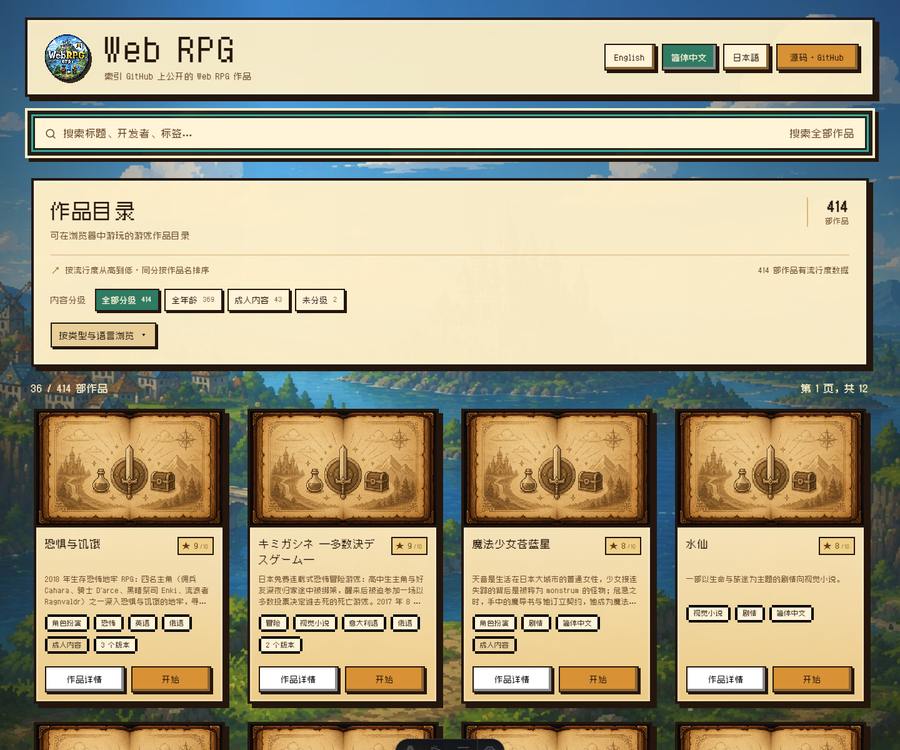 WebRPG
Web RPG
索引 GitHub 上公开的 Web RPG 作品
English
简体中文
日本語
源码・GitHub
搜索标题、开发者、标签…
搜索全部作品
作品目录
可在浏览器中游玩的游戏作品目录
414
部作品
↗ 按流行度从高到低・同分按作品名排序
414 部作品有流行度数据
内容分级
全部分级 414
全年龄 369
成人内容 43
未分级 2
按类型与语言浏览
36 / 414 部作品
第 1 页，共 12
恐惧与饥饿
★ 9/10
2018 年生存恐怖地牢 RPG：四名主角（佣兵
Cahara、骑士 D'arce、黑暗祭司 Enki、流浪者
Ragnvaldr）之一深入恐惧与饥饿的地牢，寻…
角色扮演
恐怖
英语
俄语
成人内容
3 个版本
作品详情
开始
キミガシネ ー多数決デ
スゲームー
★ 9/10
日本免费连载式恐怖冒险游戏：高中生主角与好
友深夜归家途中被绑架，醒来后被迫参加一场以
多数投票决定谁去死的死亡游戏。2017 年 8 …
冒险
视觉小说
意大利语
俄语
2 个版本
作品详情
开始
魔法少女苍蓝星
★ 8/10
天音是生活在日本大城市的普通女性，少女接连
失踪的背后是被称为 monstrum 的怪物；危急之
时，手中的魔导书与她订立契约，她成为魔法…
角色扮演
剧情
简体中文
成人内容
作品详情
开始
水仙
★ 8/10
一部以生命与旅途为主题的剧情向视觉小说。
视觉小说
剧情
简体中文
作品详情
开始